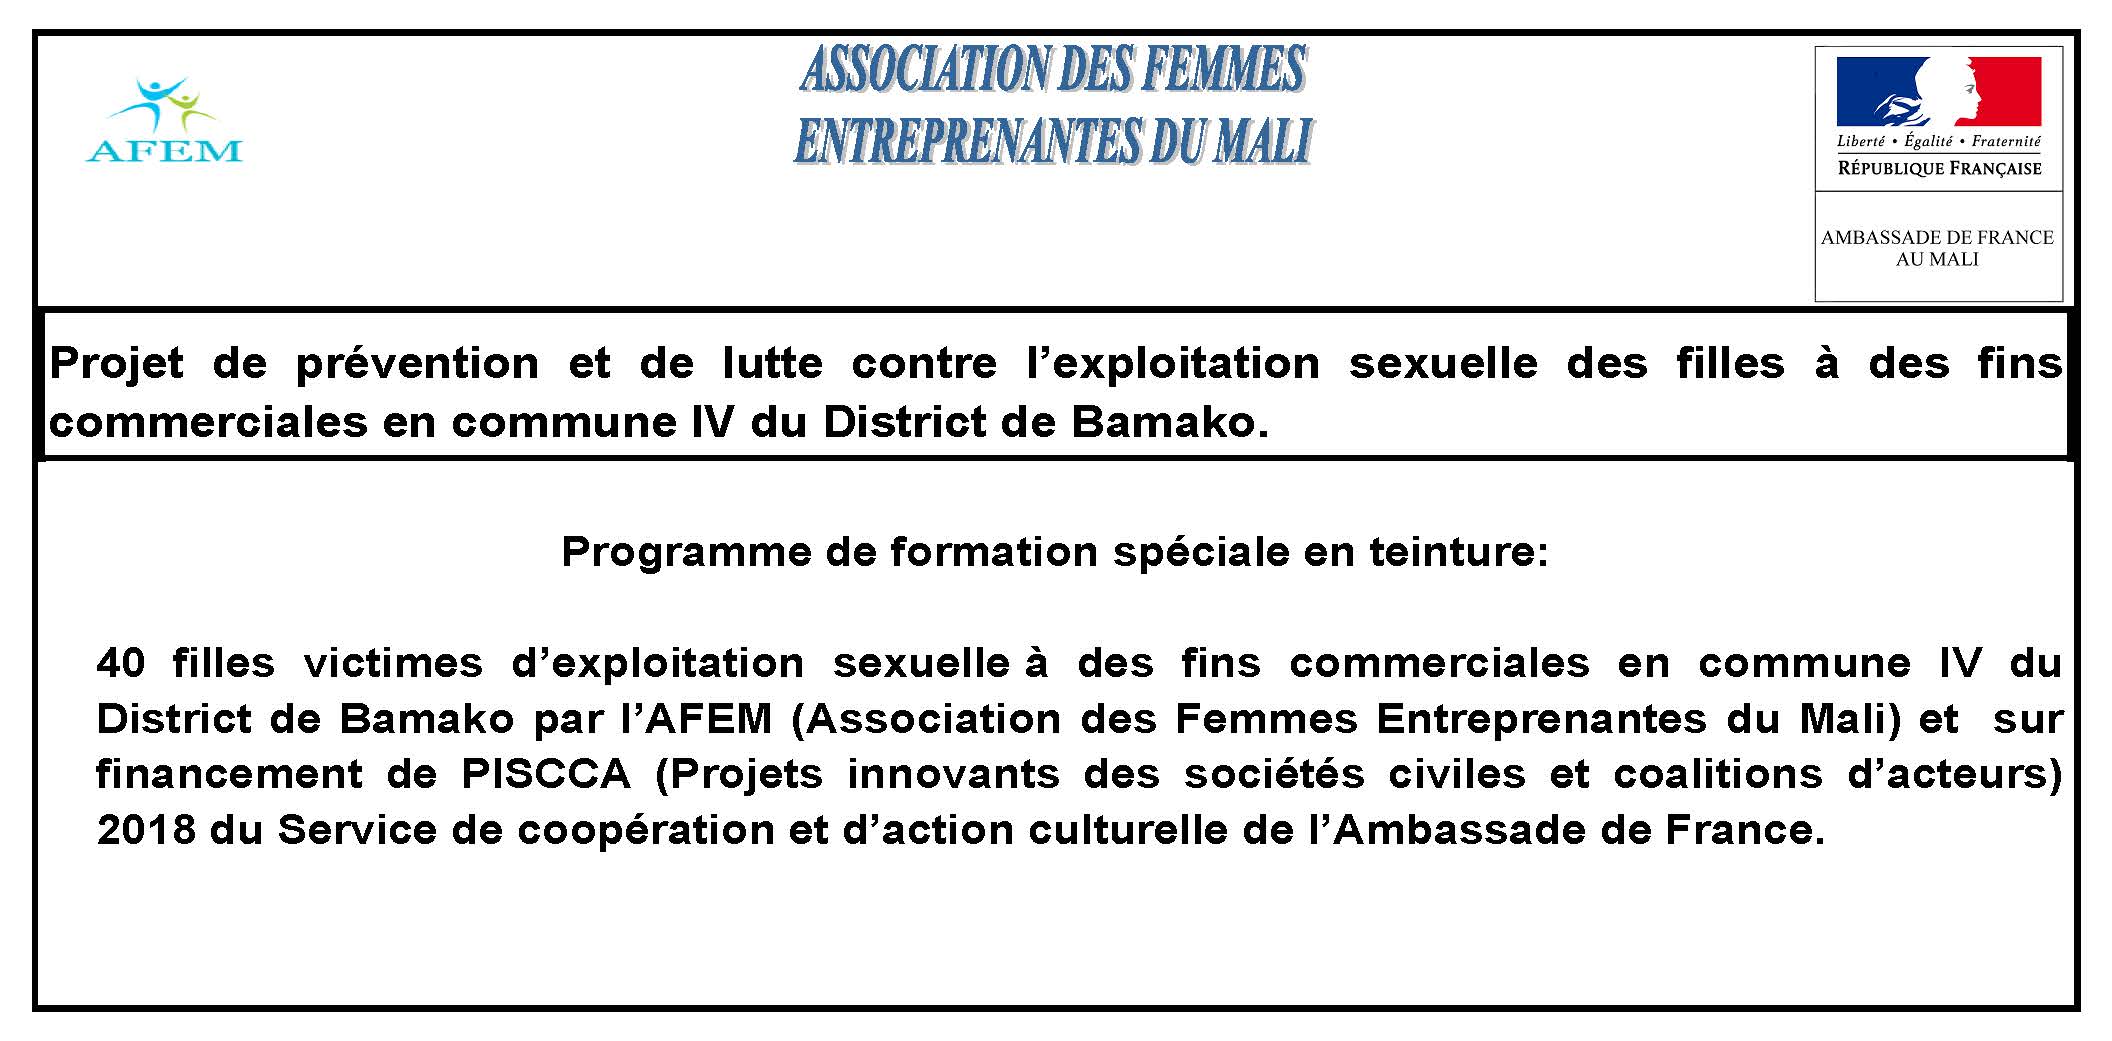 AFEM
ASSOCIATION DES FEMMES
ENTREPRENANTES DU MALI
Liberté • Égalité • Fraternité
RÉPUBLIQUE FRANÇAISE
AMBASSADE DE FRANCE
AU MALI
Projet de prévention et de lutte contre l’exploitation sexuelle des filles à des fins
commerciales en commune IV du District de Bamako.
Programme de formation spéciale en teinture:
40 filles victimes d’exploitation sexuelle à des fins commerciales en commune IV du
District de Bamako par l’AFEM (Association des Femmes Entreprenantes du Mali) et sur
financement de PISCCA (Projets innovants des sociétés civiles et coalitions d’acteurs)
2018 du Service de coopération et d’action culturelle de l’Ambassade de France.